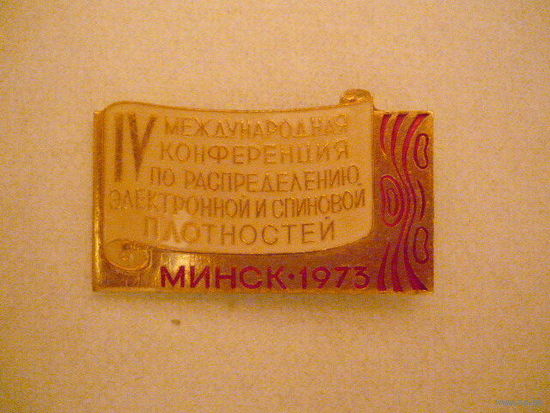 IV МЕЖДУНАРОДНАЯ
КОНФЕРЕНЦИЯ
ПО РАСПРЕДЕЛЕНИЮ
ЭЛЕКТРОННОЙ И СПИНОВОЙ
ПЛОТНОСТЕЙ
МИНСК·1973